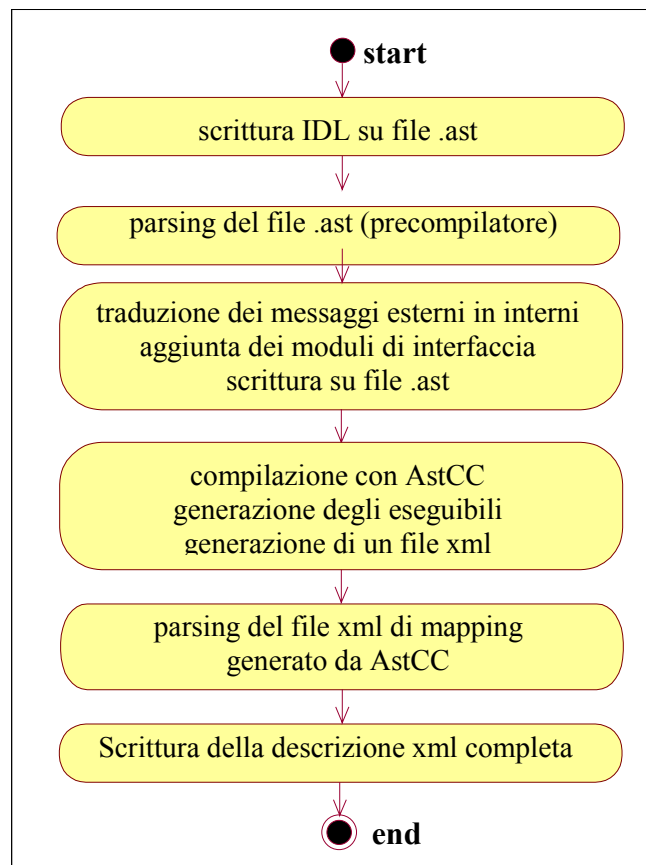 start
scrittura IDL su file .ast
parsing del file .ast (precompilatore)
traduzione dei messaggi esterni in interni
aggiunta dei moduli di interfaccia
scrittura su file .ast
compilazione con AstCC
generazione degli eseguibili
generazione di un file xml
parsing del file xml di mapping
generato da AstCC
Scrittura della descrizione xml completa
end